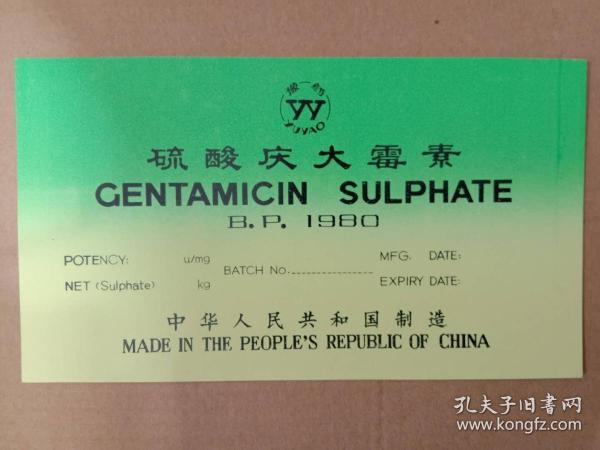 YY
YUYAO
硫酸庆大霉素
GENTAMICIN SULPHATE
B.P. 1980
POTENCY: u/mg
NET (Sulphate) kg
BATCH No.
MFG. DATE:
EXPIRY DATE:
中华人民共和国制造
MADE IN THE PEOPLE'S REPUBLIC OF CHINA
孔夫子旧书网
www.kongfz.com